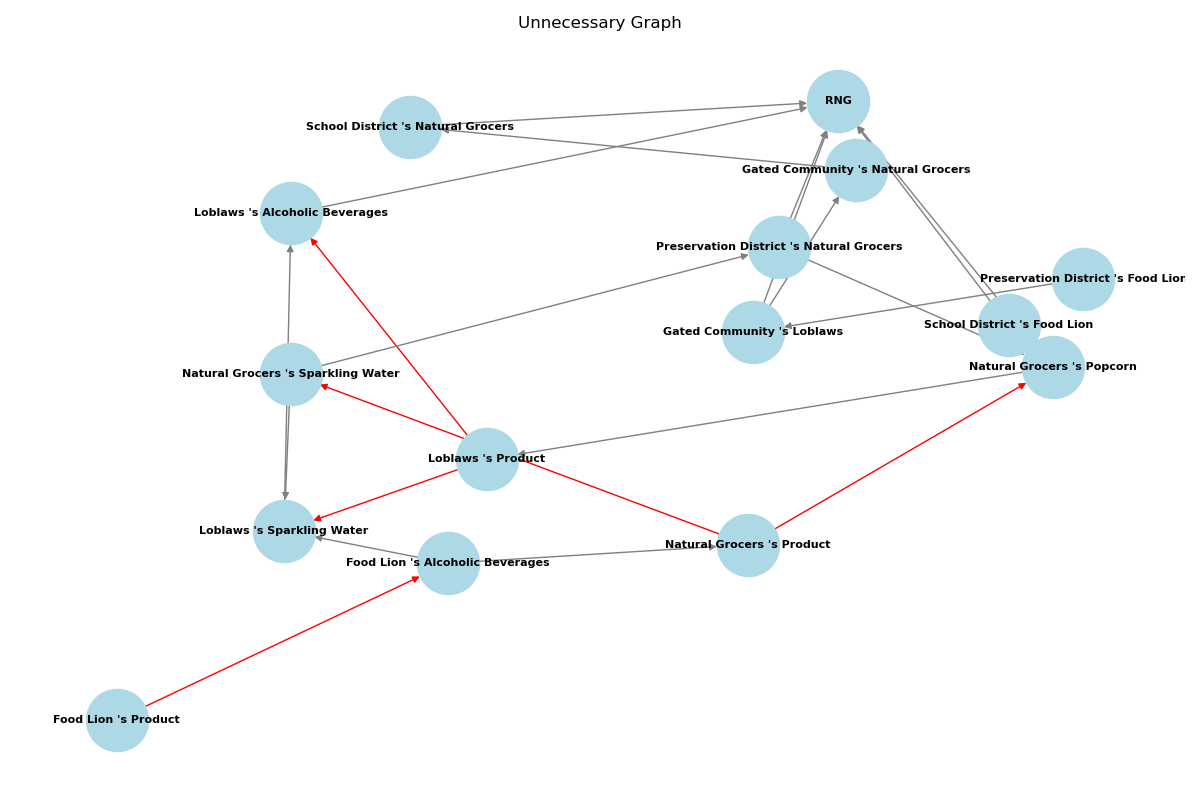 Unnecessary Graph
RNG
School District 's Natural Grocers
Gated Community 's Natural Grocers
Loblaws 's Alcoholic Beverages
Preservation District 's Natural Grocers
Preservation District 's Food Lion
School District 's Food Lion
Gated Community 's Loblaws
Natural Grocers 's Popcorn
Natural Grocers 's Sparkling Water
Loblaws 's Product
Loblaws 's Sparkling Water
Natural Grocers 's Product
Food Lion 's Alcoholic Beverages
Food Lion 's Product